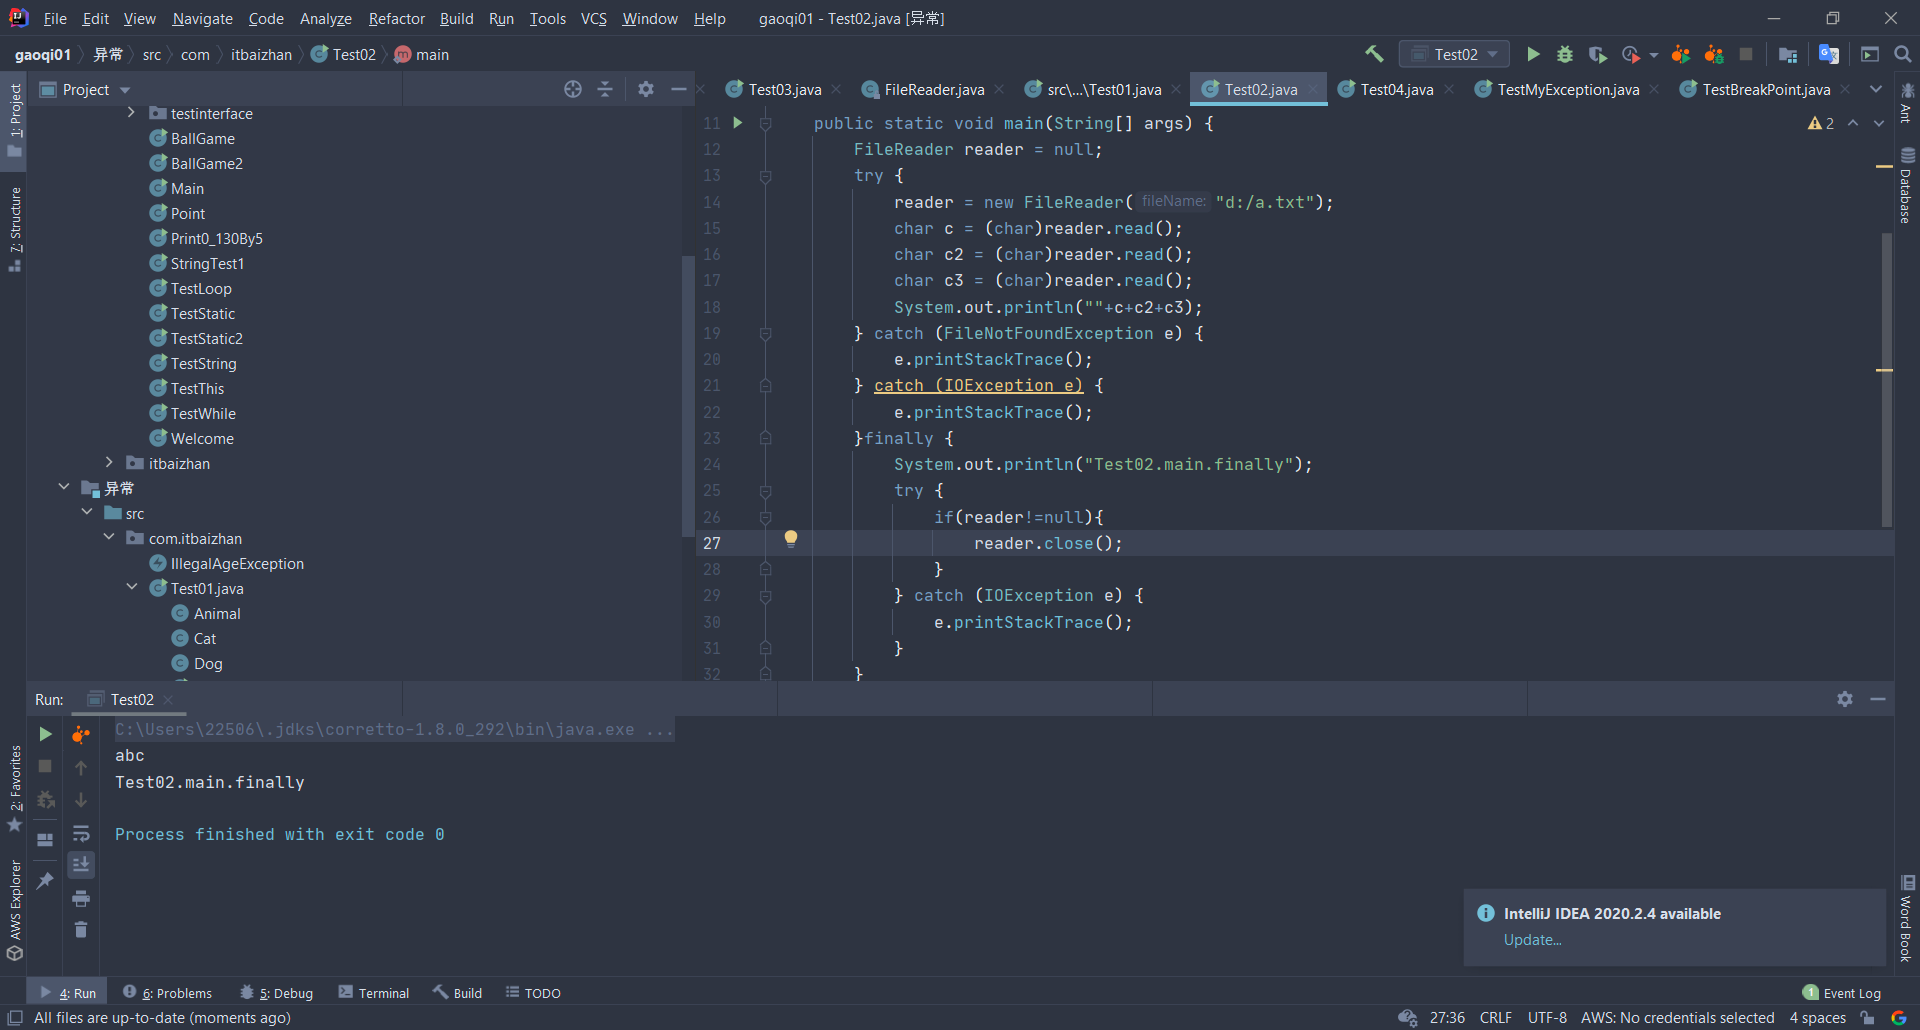 File Edit View Navigate Code Analyze Refactor Build Run Tools VCS Window Help gaoqi01 - Test02.java [异常]
gaoqi01 异常 src com itbaizhan Test02 main Test02
Project
Test03.java FileReader.java src\...\Test01.java Test02.java Test04.java TestMyException.java TestBreakPoint.java
1: Project
7: Structure
2: Favorites
AWS Explorer
testinterface
BallGame
BallGame2
Main
Point
Print0_130By5
StringTest1
TestLoop
TestStatic
TestStatic2
TestString
TestThis
TestWhile
Welcome
itbaizhan
异常
src
com.itbaizhan
IllegalAgeException
Test01.java
Animal
Cat
Dog
11 public static void main(String[] args) {
12 FileReader reader = null;
13 try {
14 reader = new FileReader( fileName: "d:/a.txt");
15 char c = (char)reader.read();
16 char c2 = (char)reader.read();
17 char c3 = (char)reader.read();
18 System.out.println(""+c+c2+c3);
19 } catch (FileNotFoundException e) {
20 e.printStackTrace();
21 } catch (IOException e) {
22 e.printStackTrace();
23 }finally {
24 System.out.println("Test02.main.finally");
25 try {
26 if(reader!=null){
27 reader.close();
28 }
29 } catch (IOException e) {
30 e.printStackTrace();
31 }
32 }
2
Ant
Database
Word Book
Run: Test02
C:\Users\22506\.jdks\corretto-1.8.0_292\bin\java.exe ...
abc
Test02.main.finally
Process finished with exit code 0
IntelliJ IDEA 2020.2.4 available
Update...
4: Run 6: Problems 5: Debug Terminal Build TODO 1 Event Log
All files are up-to-date (moments ago) 27:36 CRLF UTF-8 AWS: No credentials selected 4 spaces